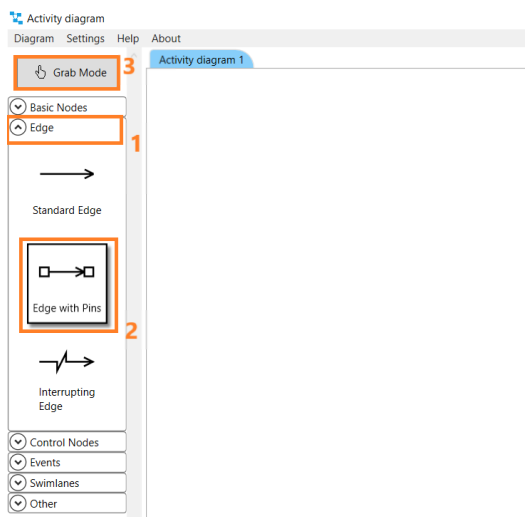 Activity diagram
Diagram Settings Help About
Grab Mode
3
Activity diagram 1
Basic Nodes
Edge
1
Standard Edge
Edge with Pins
2
Interrupting
Edge
Control Nodes
Events
Swimlanes
Other